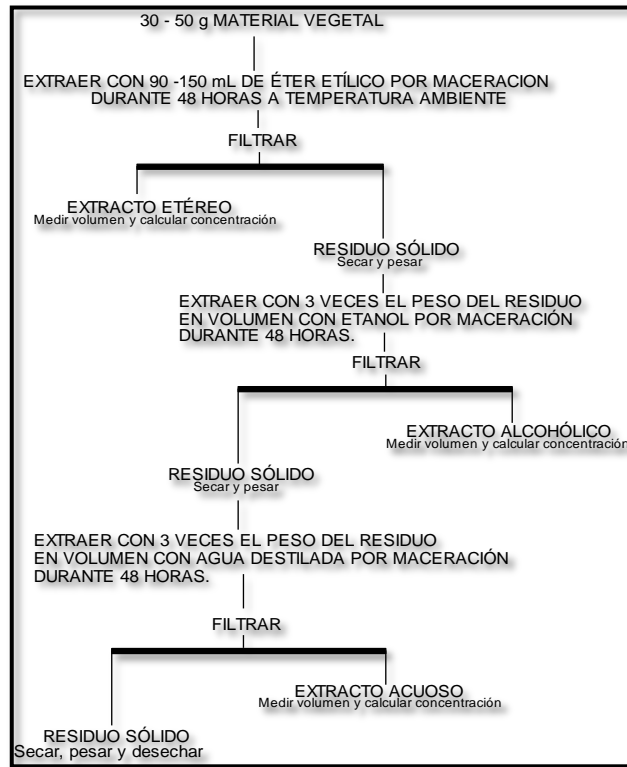 30 - 50 g MATERIAL VEGETAL
EXTRAER CON 90 -150 mL DE ÉTER ETÍLICO POR MACERACION
DURANTE 48 HORAS A TEMPERATURA AMBIENTE
FILTRAR
EXTRACTO ETÉREO
Medir volumen y calcular concentración
RESIDUO SÓLIDO
Secar y pesar
EXTRAER CON 3 VECES EL PESO DEL RESIDUO
EN VOLUMEN CON ETANOL POR MACERACIÓN
DURANTE 48 HORAS.
FILTRAR
EXTRACTO ALCOHÓLICO
Medir volumen y calcular concentración
RESIDUO SÓLIDO
Secar y pesar
EXTRAER CON 3 VECES EL PESO DEL RESIDUO
EN VOLUMEN CON AGUA DESTILADA POR MACERACIÓN
DURANTE 48 HORAS.
FILTRAR
EXTRACTO ACUOSO
Medir volumen y calcular concentración
RESIDUO SÓLIDO
Secar, pesar y desechar